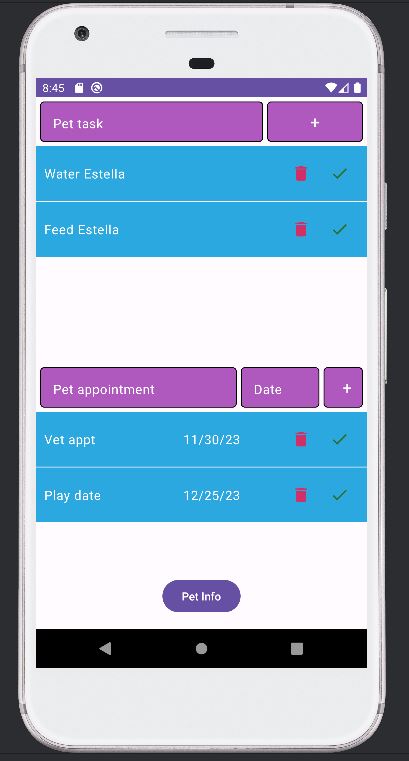 8:45
Pet task +
Water Estella
Feed Estella
Pet appointment Date +
Vet appt 11/30/23
Play date 12/25/23
Pet Info